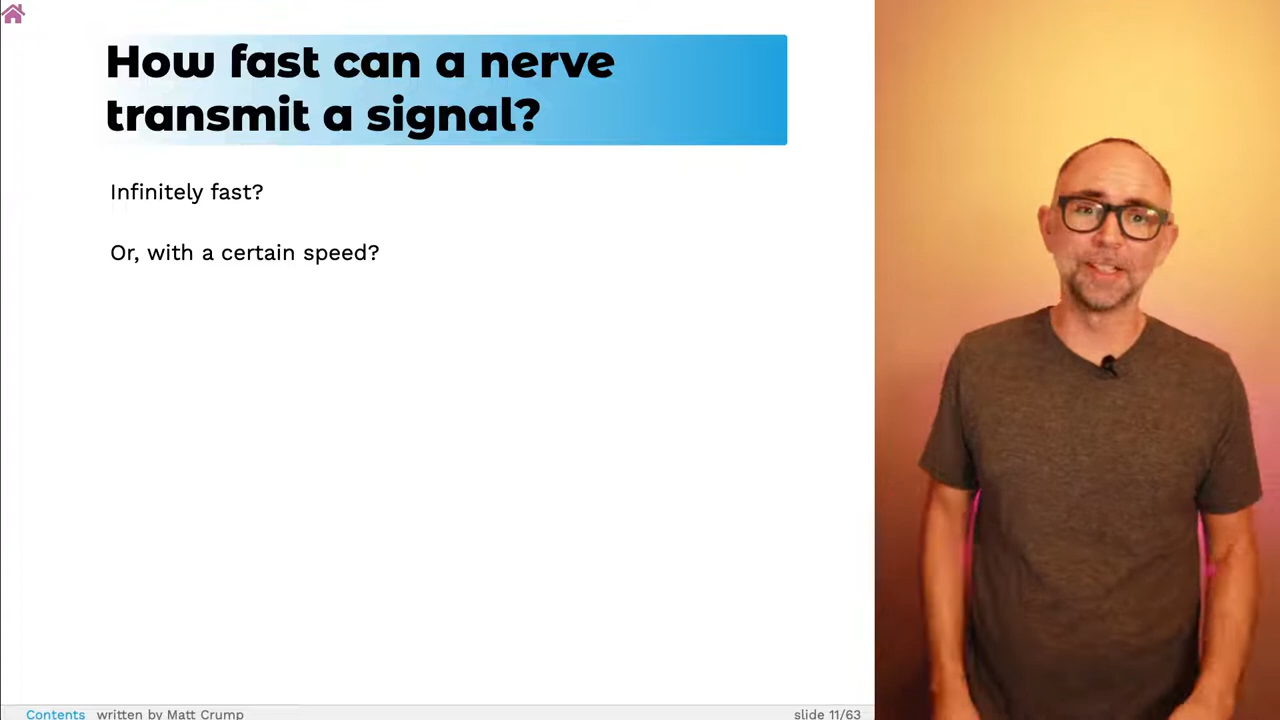 How fast can a nerve
transmit a signal?
Infinitely fast?
Or, with a certain speed?
Contents written by Matt Crump
slide 11/63